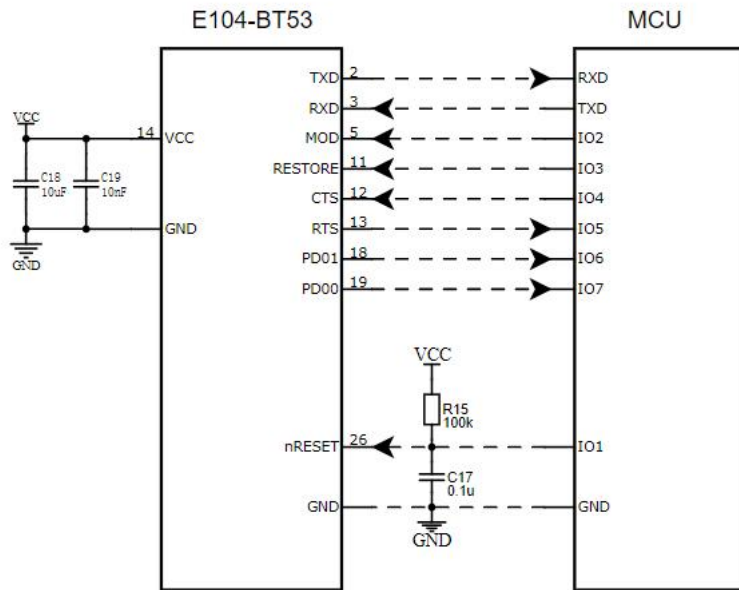 E104-BT53 MCU
TXD 2 RXD
RXD 3 TXD
VCC 14 VCC MOD 5 IO2
RESTORE 11 IO3
C18 10uF C19 10nF
CTS 12 IO4
GND RTS 13 IO5
GND PD01 18 IO6
PD00 19 IO7
VCC
R15
100k
nRESET 26 IO1
C17
0.1u
GND GND
GND